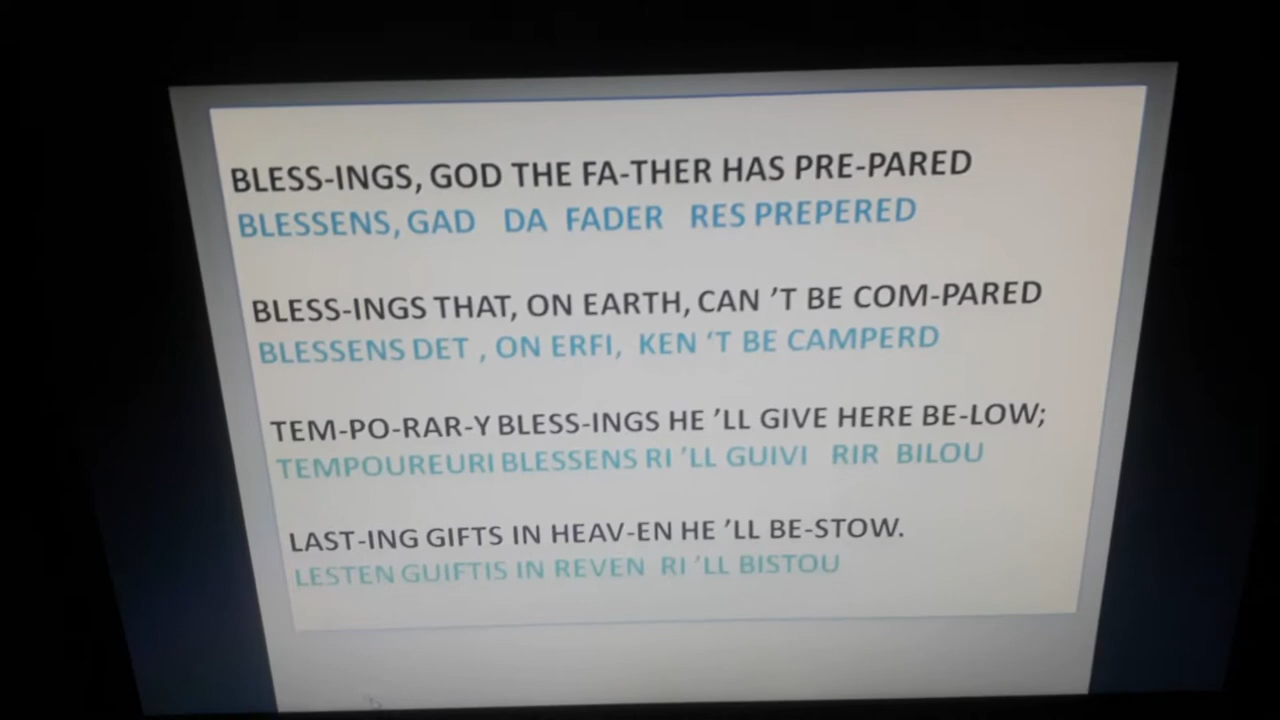 BLESS-INGS, GOD THE FA-THER HAS PRE-PARED
BLESSENS, GAD DA FADER RES PREPERED
BLESS-INGS THAT, ON EARTH, CAN 'T BE COM-PARED
BLESSENS DET , ON ERFI, KEN 'T BE CAMPERD
TEM-PO-RAR-Y BLESS-INGS HE 'LL GIVE HERE BE-LOW;
TEMPOUREURI BLESSENS RI 'LL GUIVI RIR BILOU
LAST-ING GIFTS IN HEAV-EN HE 'LL BE-STOW.
LESTEN GUIFTIS IN REVEN RI 'LL BISTOU